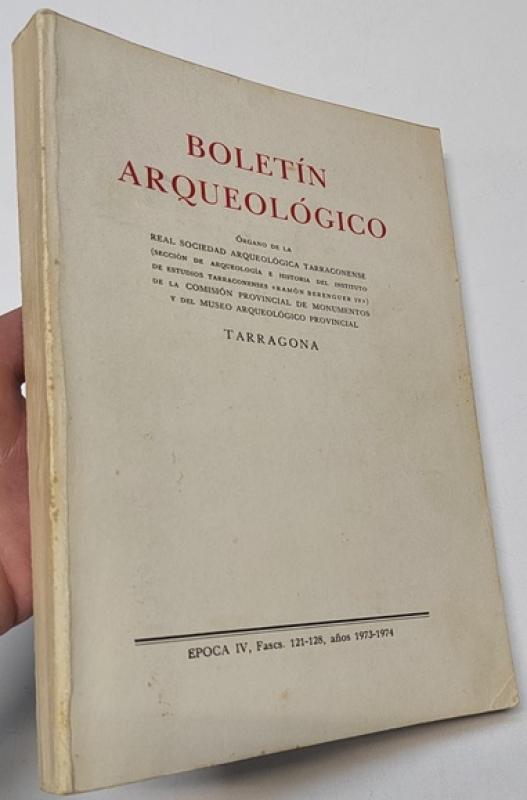 BOLETÍN
ARQUEOLÓGICO
ÓRGANO DE LA
REAL SOCIEDAD ARQUEOLÓGICA TARRACONENSE
(SECCIÓN DE ARQUEOLOGÍA E HISTORIA DEL INSTITUTO
DE ESTUDIOS TARRACONENSES «RAMÓN BERENGUER IV»)
DE LA COMISIÓN PROVINCIAL DE MONUMENTOS
Y DEL MUSEO ARQUEOLÓGICO PROVINCIAL
TARRAGONA
EPOCA IV, Fascs. 121-128, años 1973-1974